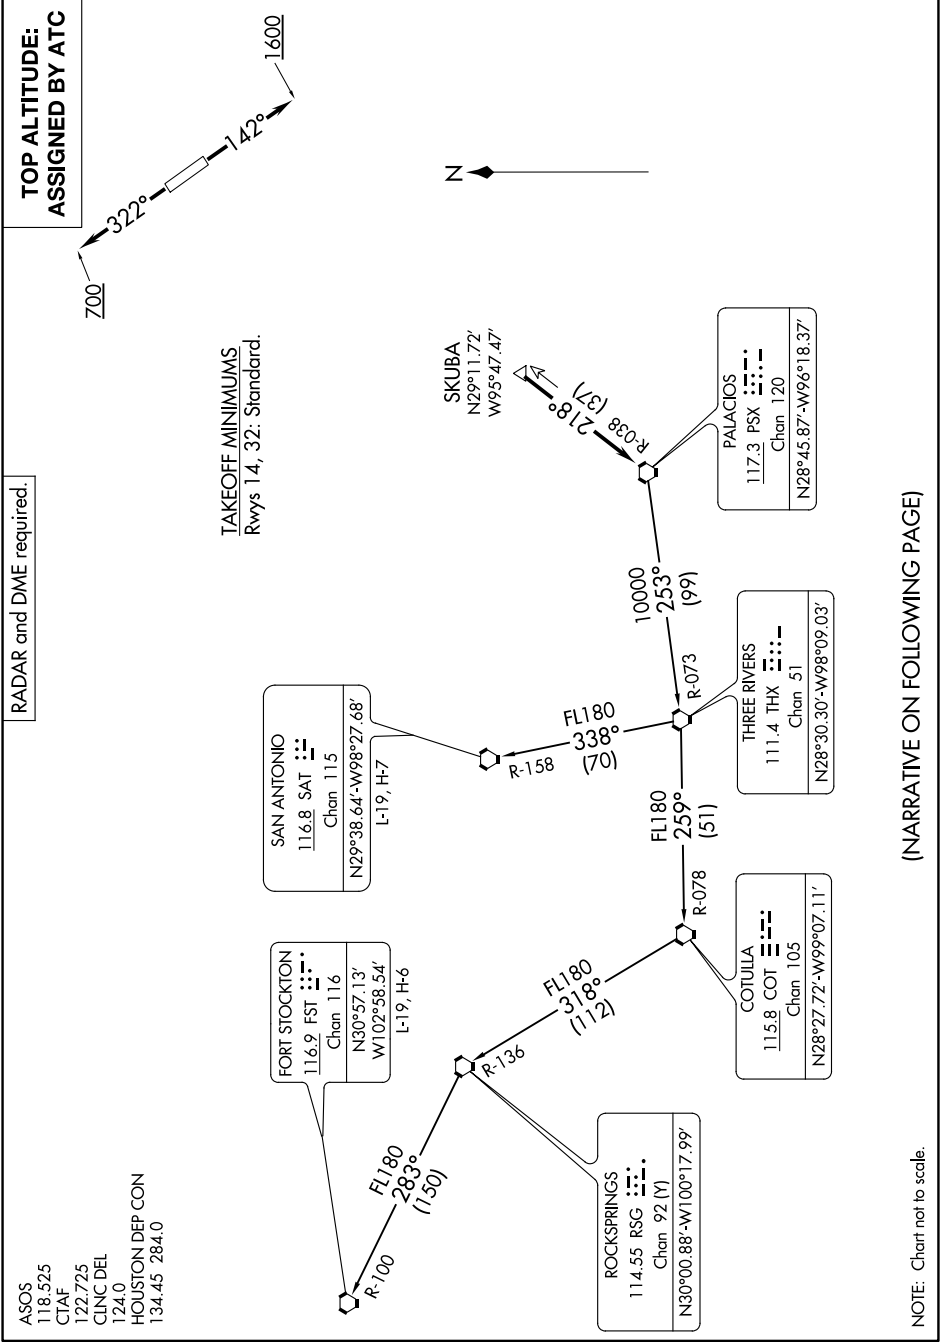 ASOS
118.525
CTAF
122.725
CLNC DEL
124.0
HOUSTON DEP CON
134.45 284.0
RADAR and DME required.
TOP ALTITUDE:
ASSIGNED BY ATC
TAKEOFF MINIMUMS
Rwys 14, 32: Standard.
700
322°
142°
1600
N
FORT STOCKTON
116.9 FST
Chan 116
N30°57.13'
W102°58.54'
L-19, H-6
SAN ANTONIO
116.8 SAT
Chan 115
N29°38.64'-W98°27.68'
L-19, H-7
SKUBA
N29°11.72'
W95°47.47'
218°
(37)
R-038
R-100
FL180
283°
(150)
R-136
FL180
318°
(112)
R-158
FL180
338°
(70)
FL180
259°
(51)
R-078
10000
253°
(99)
R-073
ROCKSPRINGS
114.55 RSG
Chan 92 (Y)
N30°00.88'-W100°17.99'
COTULLA
115.8 COT
Chan 105
N28°27.72'-W99°07.11'
THREE RIVERS
111.4 THX
Chan 51
N28°30.30'-W98°09.03'
PALACIOS
117.3 PSX
Chan 120
N28°45.87'-W96°18.37'
NOTE: Chart not to scale.
(NARRATIVE ON FOLLOWING PAGE)